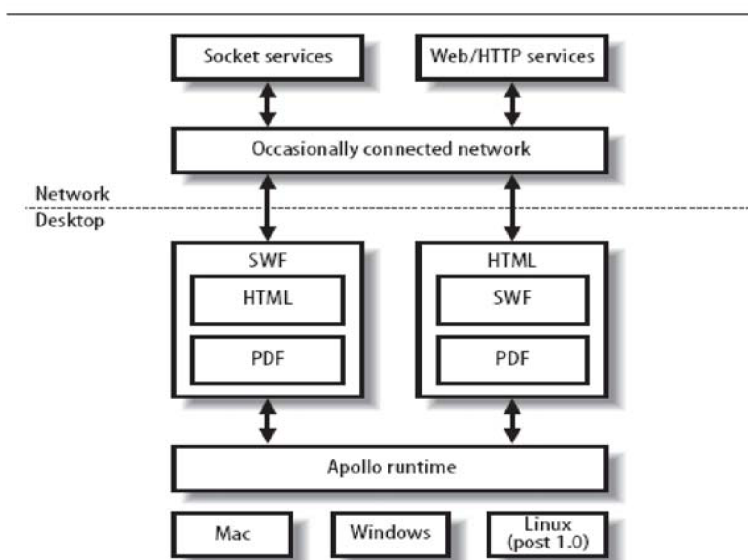 Socket services
Web/HTTP services
Occasionally connected network
Network
Desktop
SWF
HTML
PDF
HTML
SWF
PDF
Apollo runtime
Mac
Windows
Linux
(post 1.0)